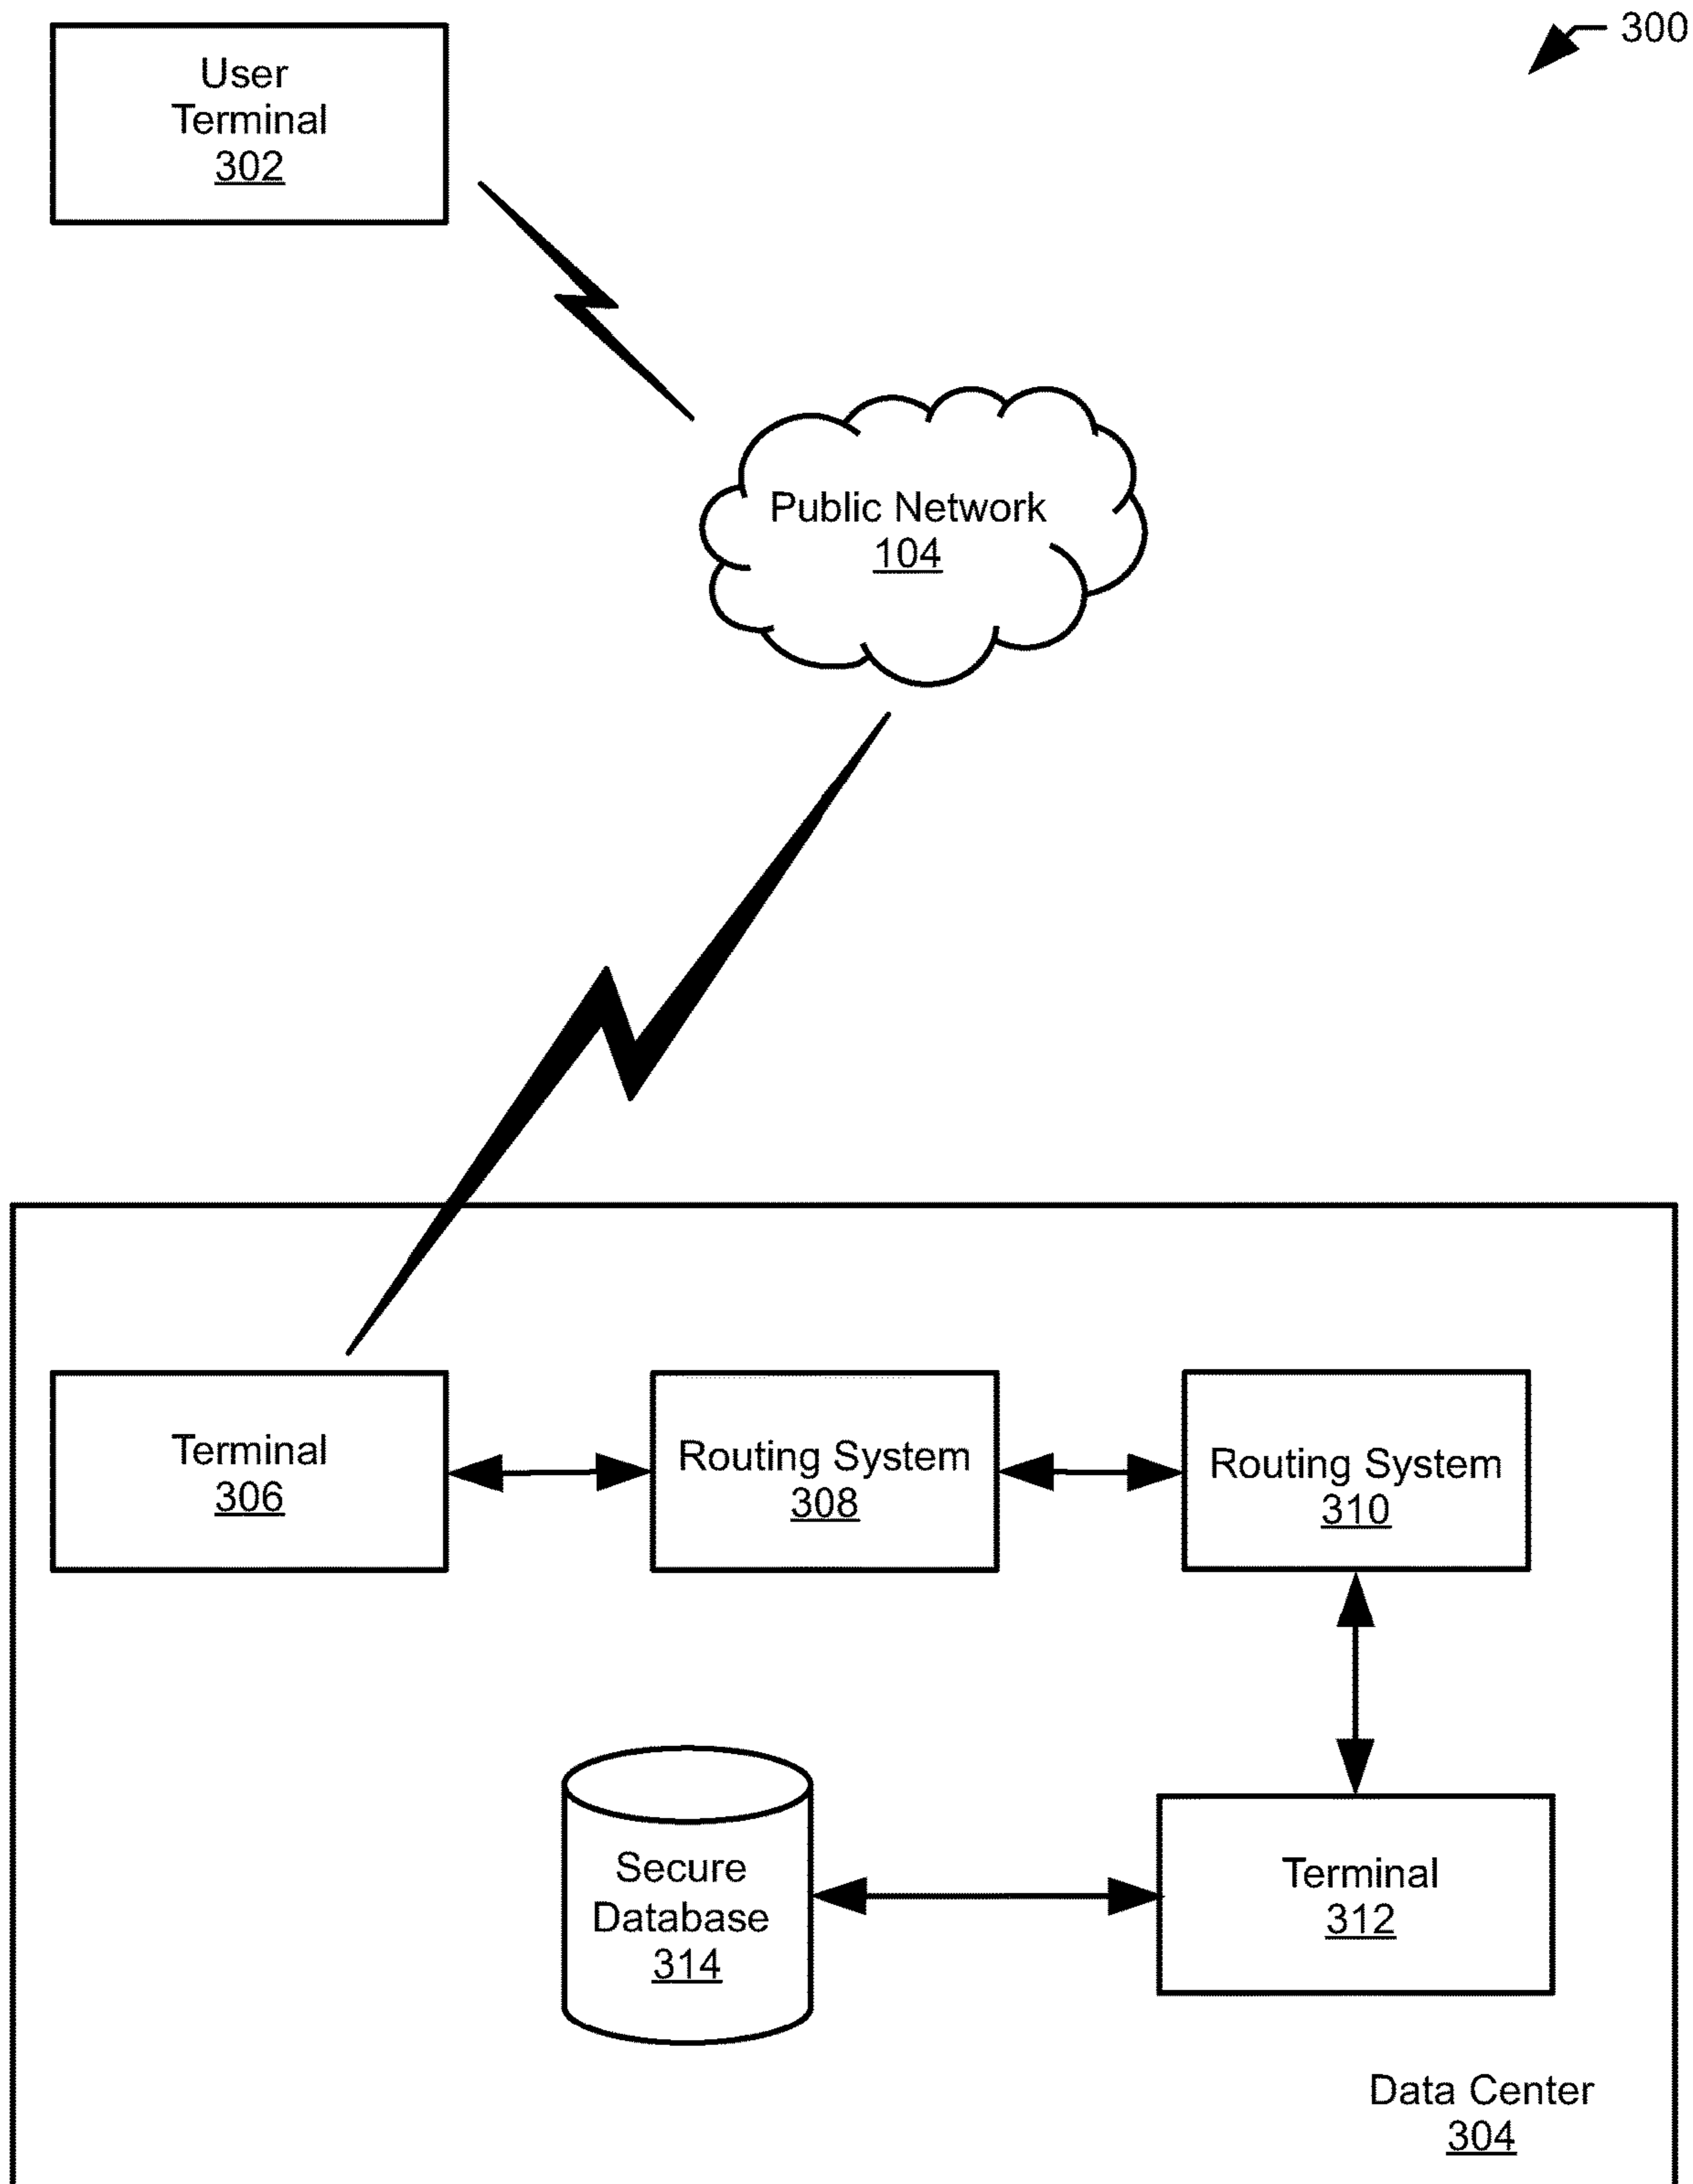 300
User
Terminal
302
Public Network
104
Terminal
306
Routing System
308
Routing System
310
Secure
Database
314
Terminal
312
Data Center
304